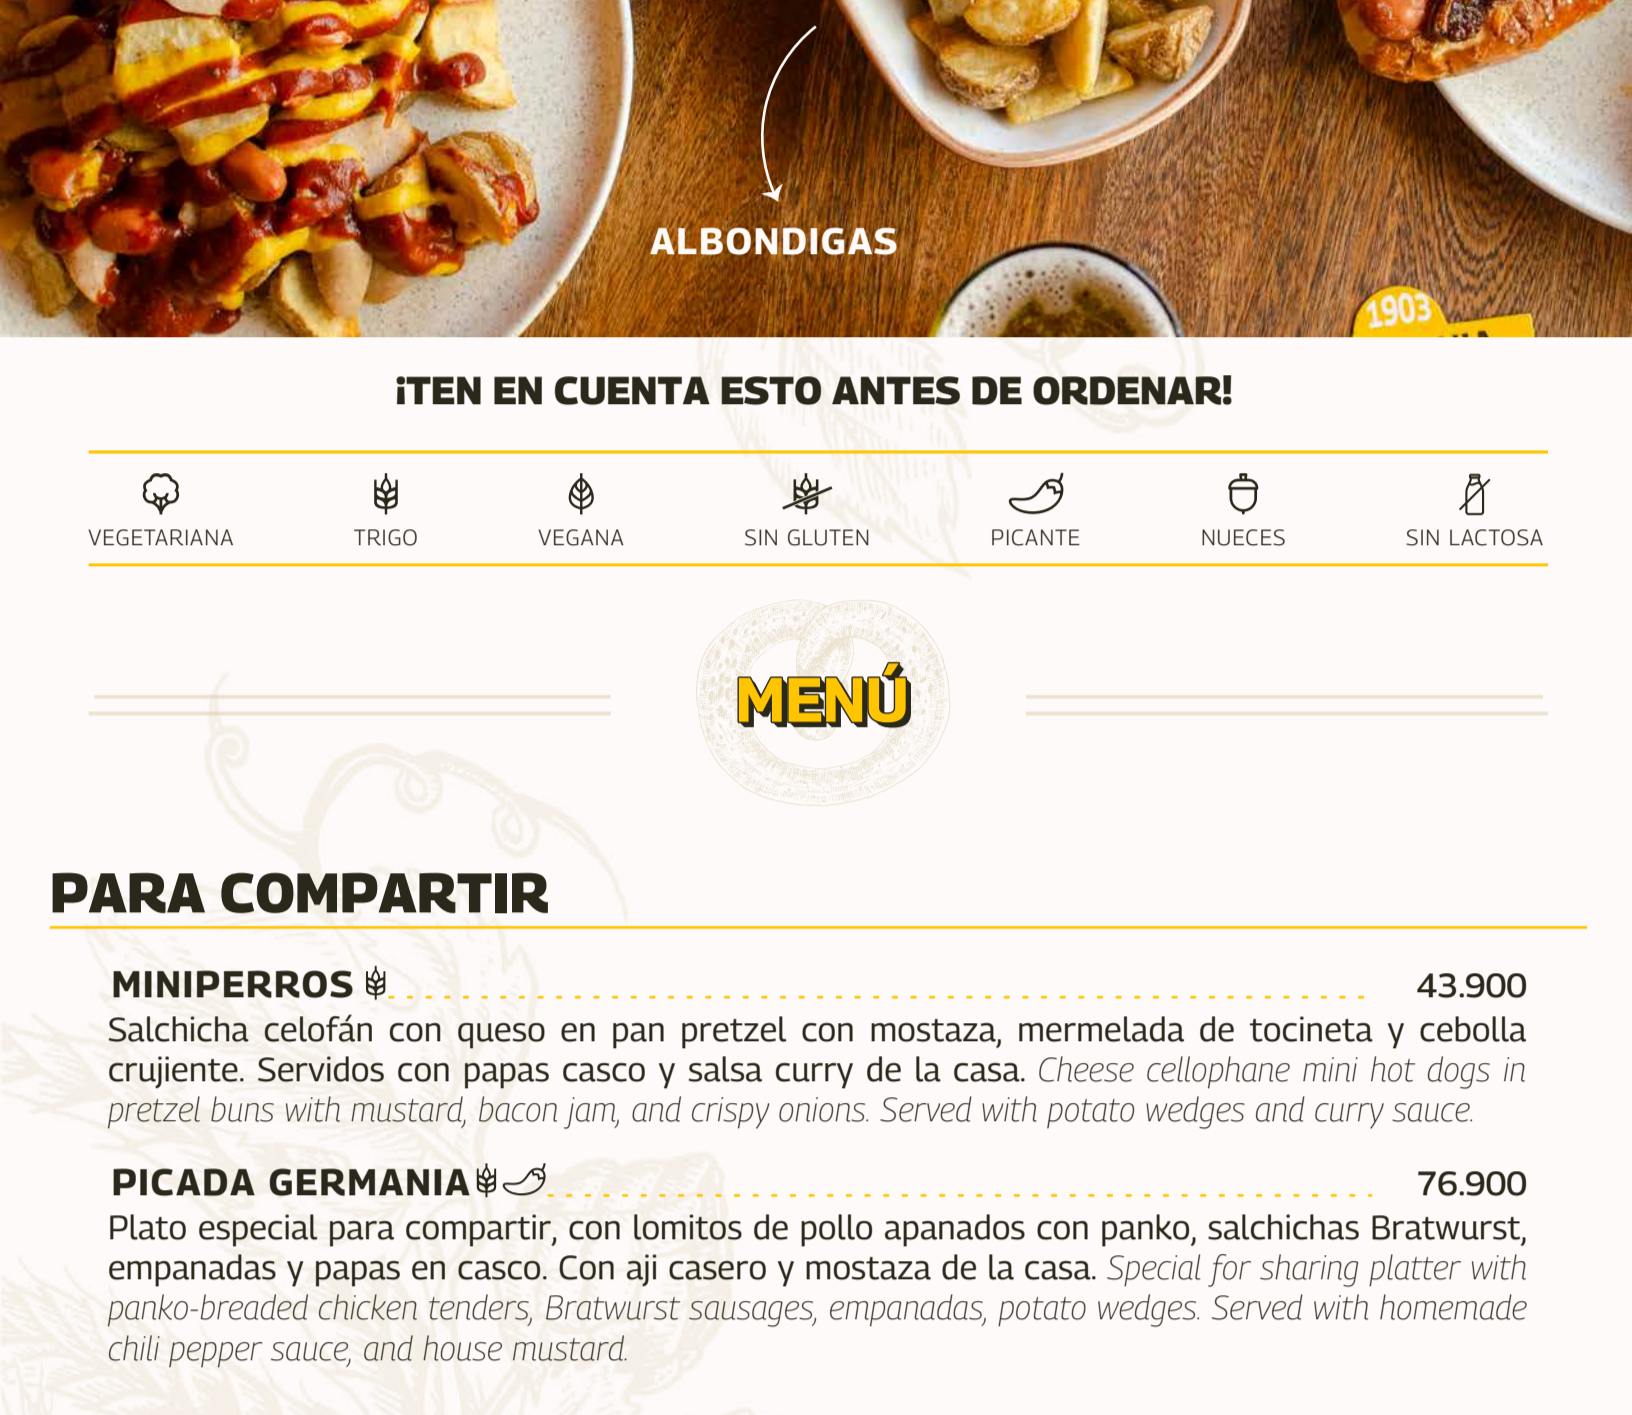 ALBONDIGAS
1903
¡TEN EN CUENTA ESTO ANTES DE ORDENAR!
VEGETARIANA TRIGO VEGANA SIN GLUTEN PICANTE NUECES SIN LACTOSA
MENÚ
PARA COMPARTIR
MINIPERROS 43.900
Salchicha celofán con queso en pan pretzel con mostaza, mermelada de tocineta y cebolla
crujiente. Servidos con papas casco y salsa curry de la casa. Cheese cellophane mini hot dogs in
pretzel buns with mustard, bacon jam, and crispy onions. Served with potato wedges and curry sauce.
PICADA GERMANIA 76.900
Plato especial para compartir, con lomitos de pollo apanados con panko, salchichas Bratwurst,
empanadas y papas en casco. Con aji casero y mostaza de la casa. Special for sharing platter with
panko-breaded chicken tenders, Bratwurst sausages, empanadas, potato wedges. Served with homemade
chili pepper sauce, and house mustard.